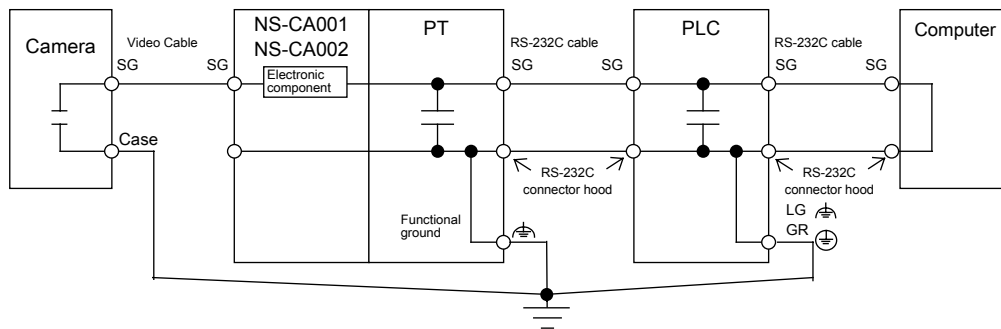 Camera
Video Cable
SG
SG
Case
NS-CA001
NS-CA002
Electronic
component
PT
Functional
ground
RS-232C cable
SG
SG
RS-232C
connector hood
PLC
RS-232C cable
SG
SG
RS-232C
connector hood
LG
GR
Computer